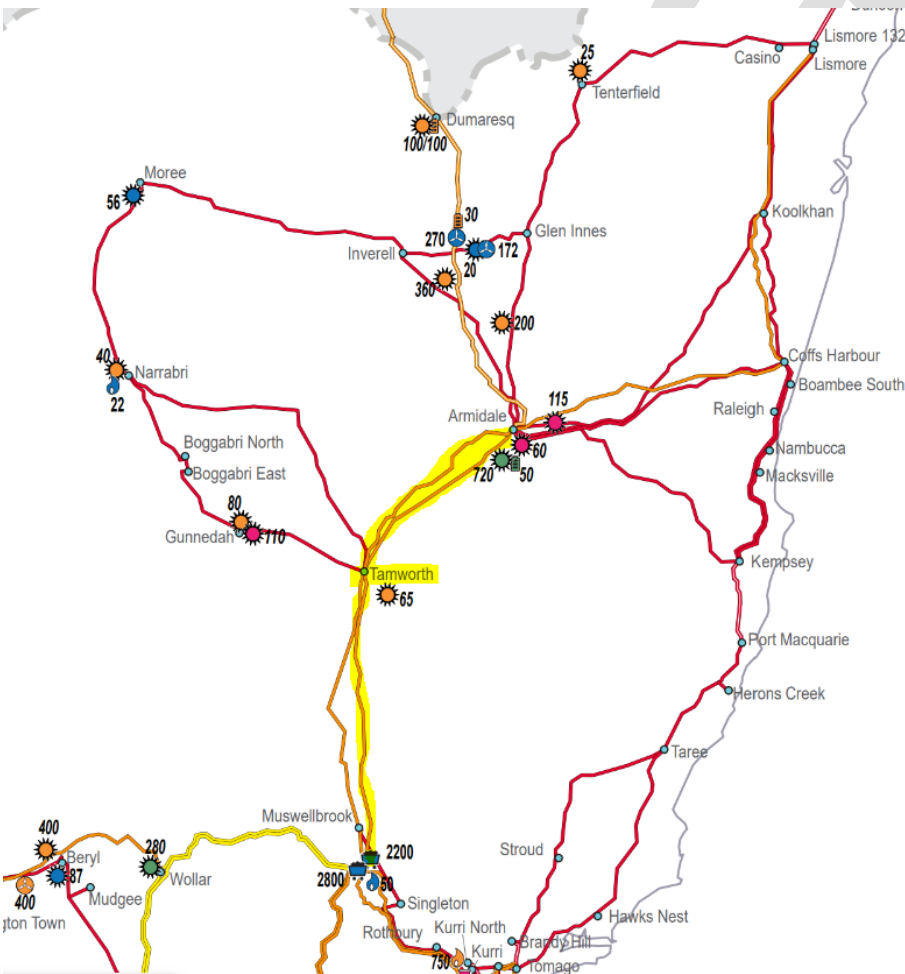 Lismore 132
Casino
Lismore
25
Tenterfield
Dumaresq
100/100
Moree
56
30
Koolkhan
270
172
Glen Innes
Inverell
20
360
200
40
Narrabri
22
Coffs Harbour
Boambee South
115
Raleigh
Armidale
Boggabri North
60
Nambucca
Boggabri East
720
50
Macksville
80
Gunnedah
110
Kempsey
Tamworth
65
Port Macquarie
Herons Creek
Taree
Muswellbrook
400
280
2200
Stroud
Beryl
2800
50
87
Wollar
400
Mudgee
Singleton
Hawks Nest
gton Town
Rothbury
Kurri North
Brandy Hill
750
Kurri
Tomago